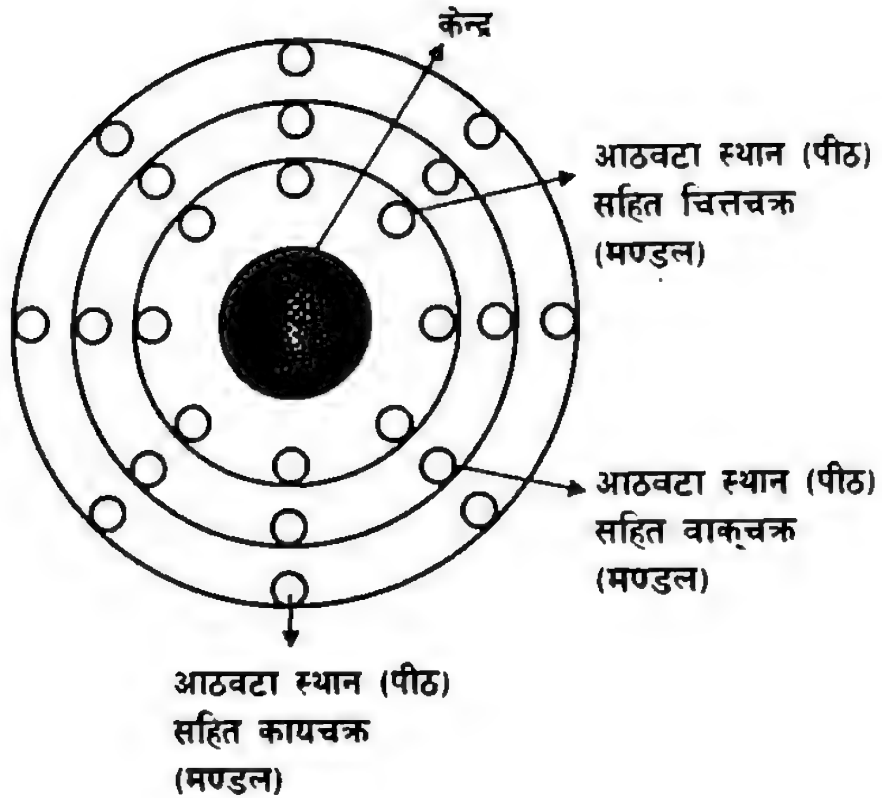 केन्द्र
आठवटा स्थान (पीठ)
सहित चित्तचक्र
(मण्डल)
आठवटा स्थान (पीठ)
सहित वाक्‌चक्र
(मण्डल)
आठवटा स्थान (पीठ)
सहित कायचक्र
(मण्डल)